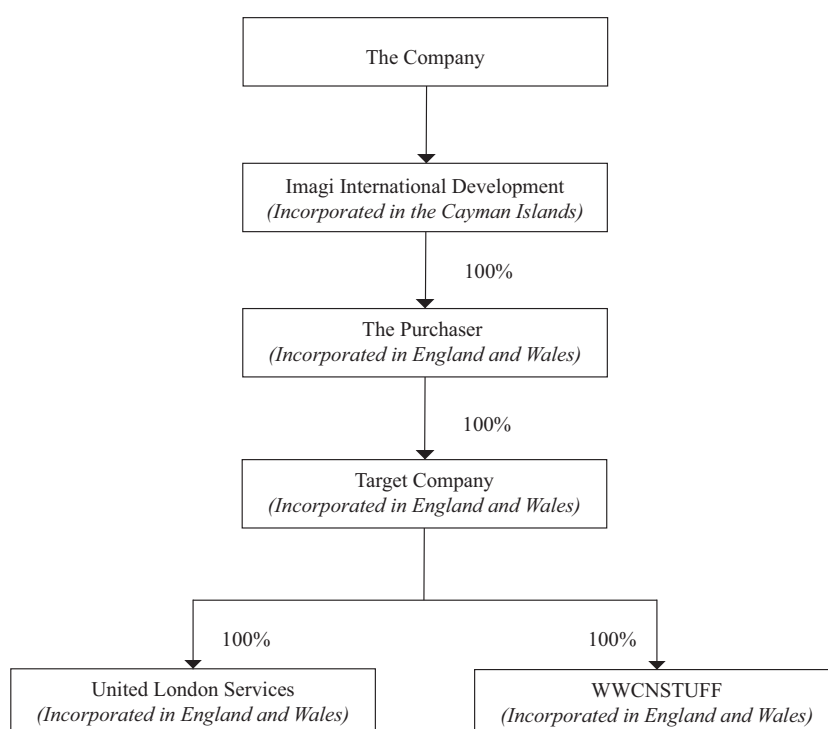 The Company
Imagi International Development
(Incorporated in the Cayman Islands)
100%
The Purchaser
(Incorporated in England and Wales)
100%
Target Company
(Incorporated in England and Wales)
100%
100%
United London Services
(Incorporated in England and Wales)
WWCNSTUFF
(Incorporated in England and Wales)